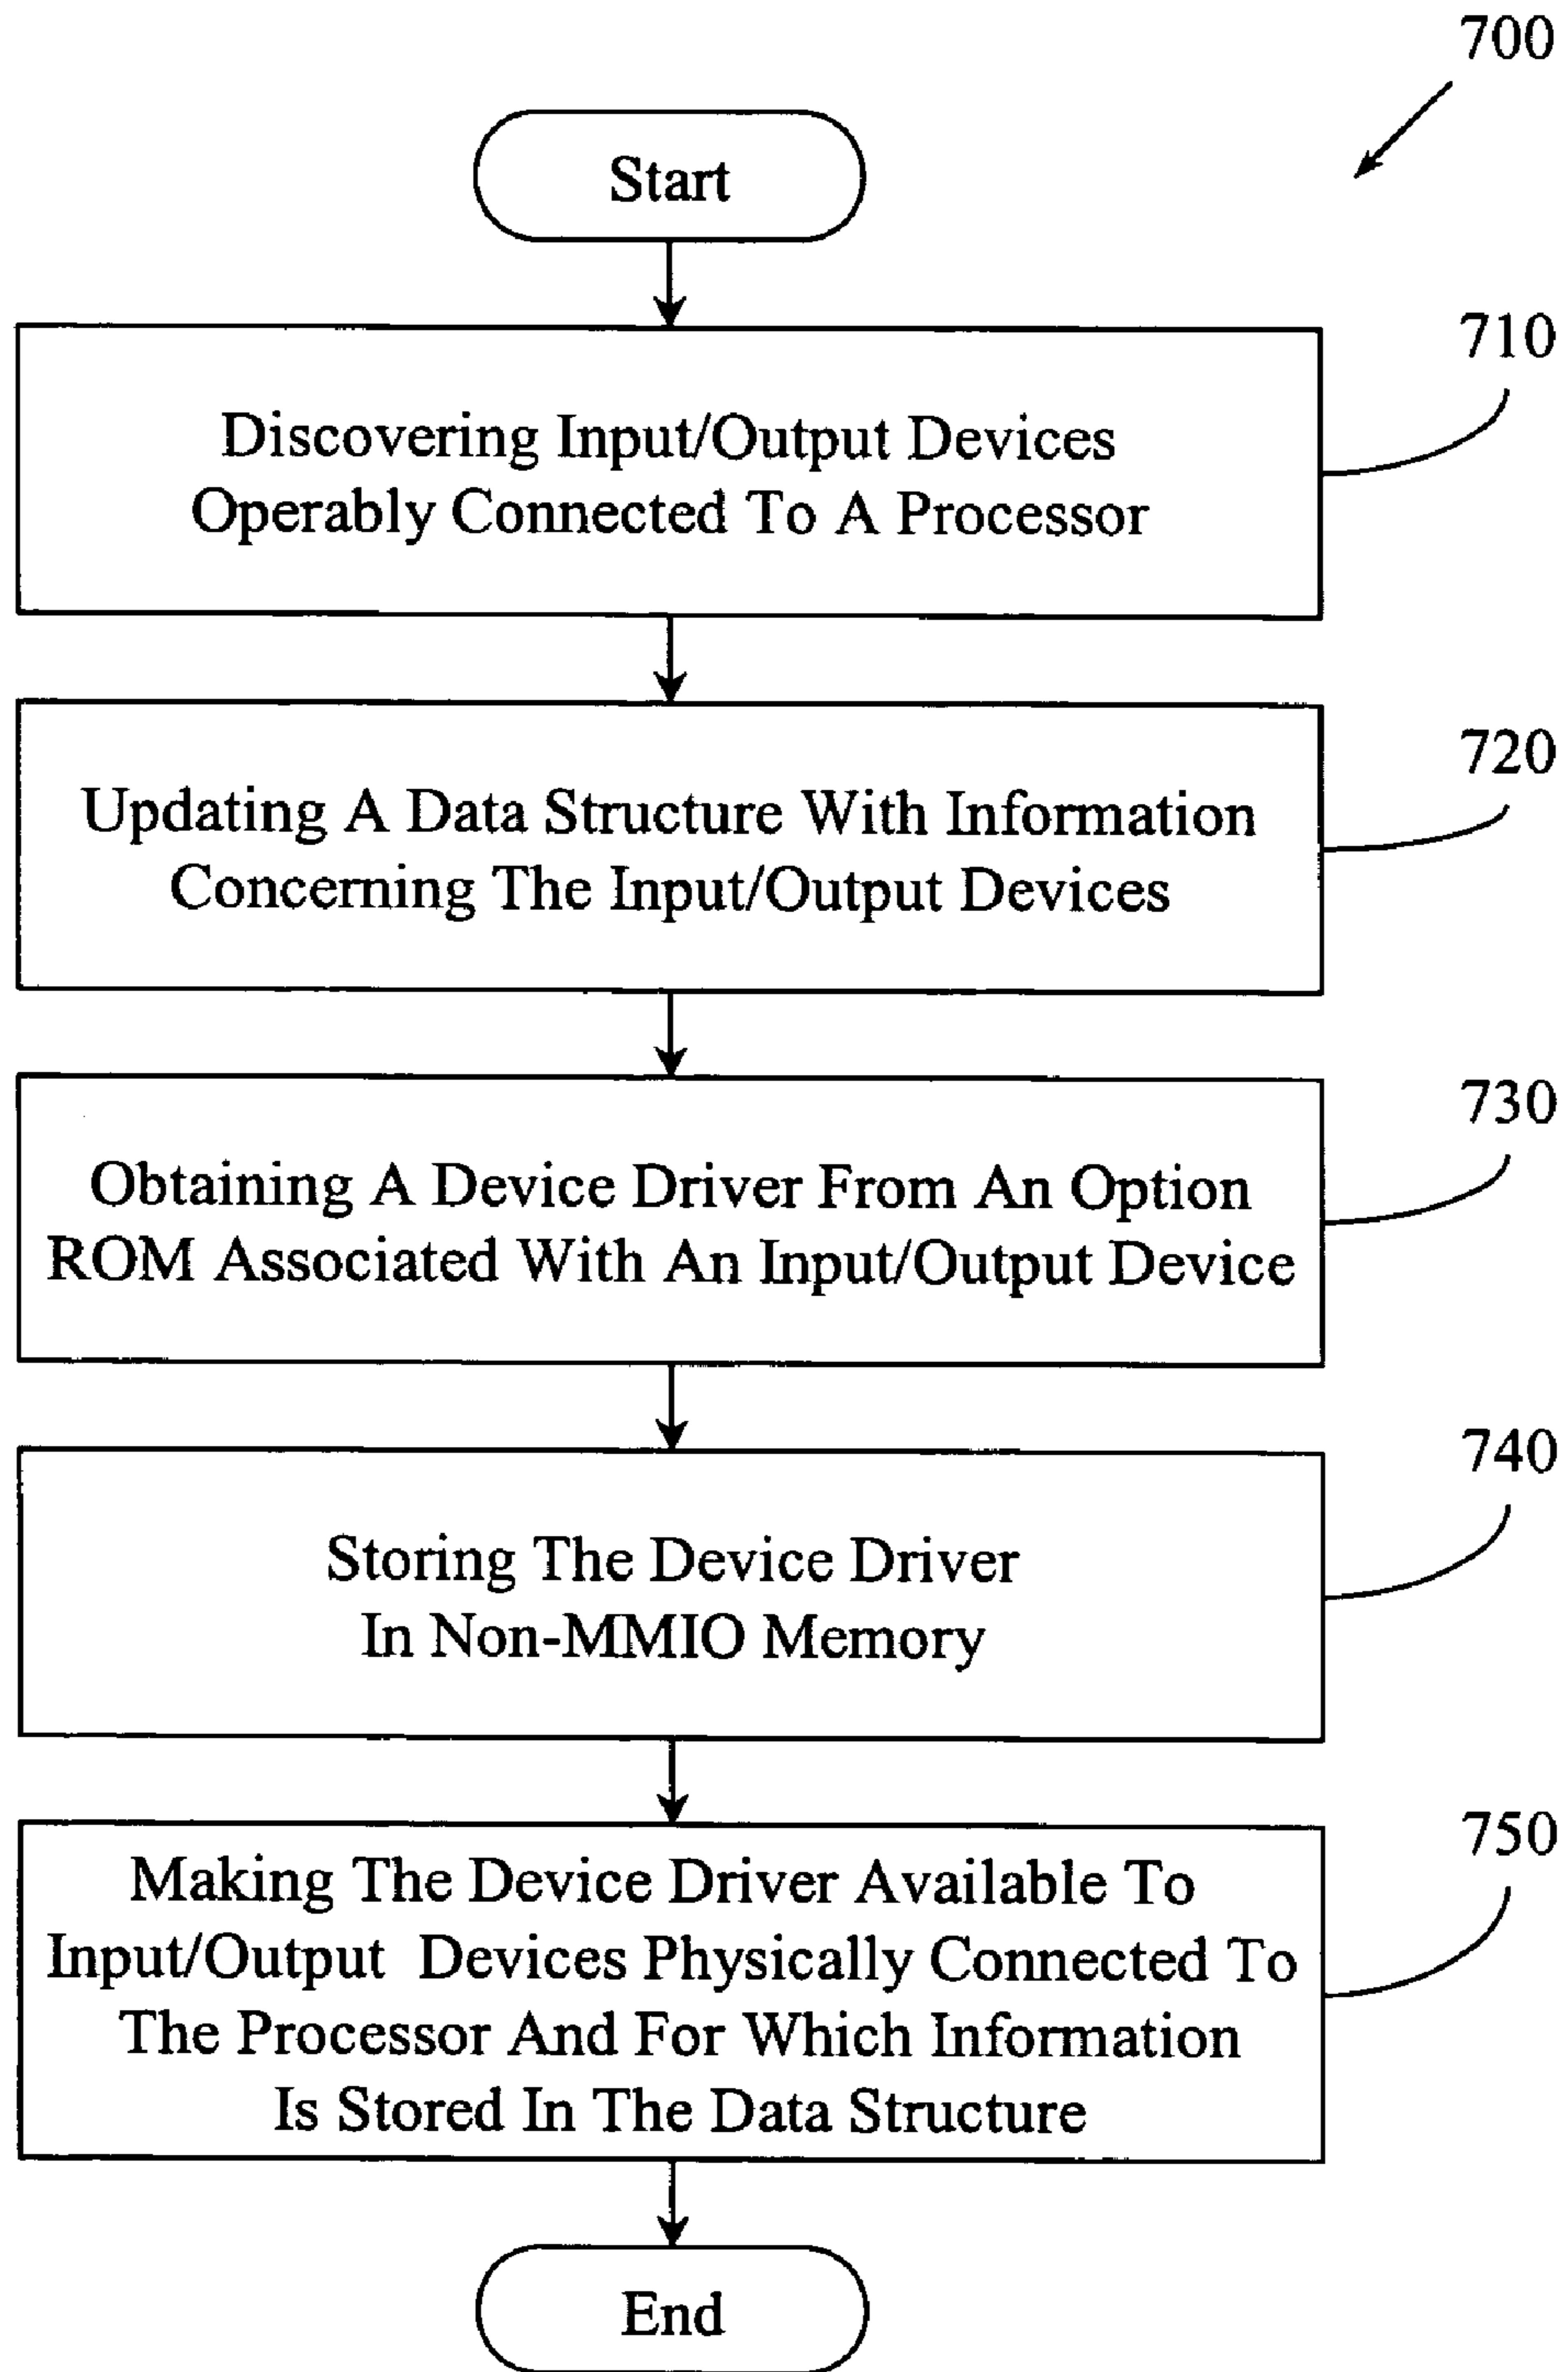 700
Start
710
Discovering Input/Output Devices
Operably Connected To A Processor
720
Updating A Data Structure With Information
Concerning The Input/Output Devices
730
Obtaining A Device Driver From An Option
ROM Associated With An Input/Output Device
740
Storing The Device Driver
In Non-MMIO Memory
750
Making The Device Driver Available To
Input/Output Devices Physically Connected To
The Processor And For Which Information
Is Stored In The Data Structure
End